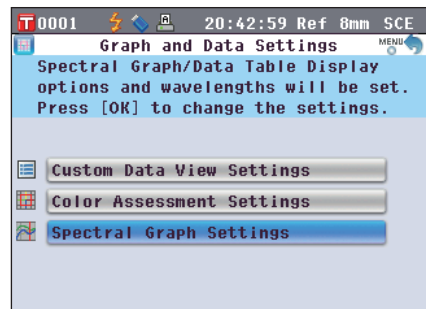 T0001 20:42:59 Ref 8mm SCE
Graph and Data Settings MENU
Spectral Graph/Data Table Display
options and wavelengths will be set.
Press [OK] to change the settings.
Custom Data View Settings
Color Assessment Settings
Spectral Graph Settings